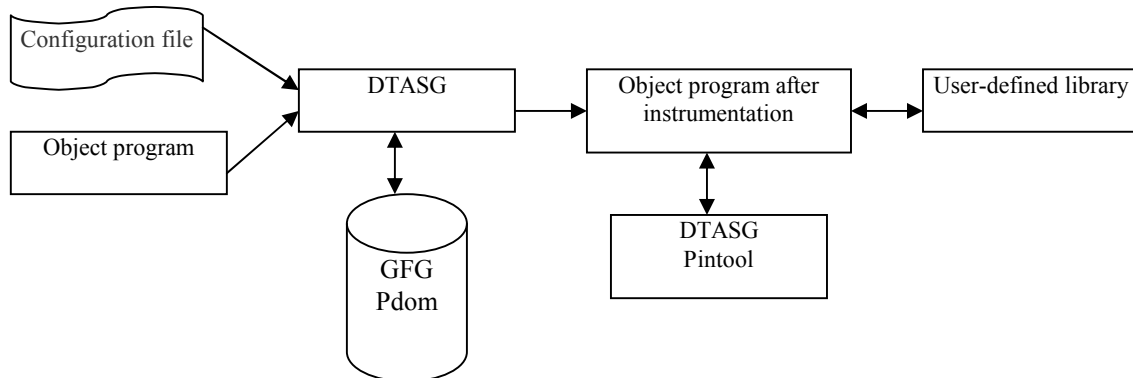 Configuration file
DTASG
Object program after
instrumentation
User-defined library
Object program
DTASG
Pintool
GFG
Pdom